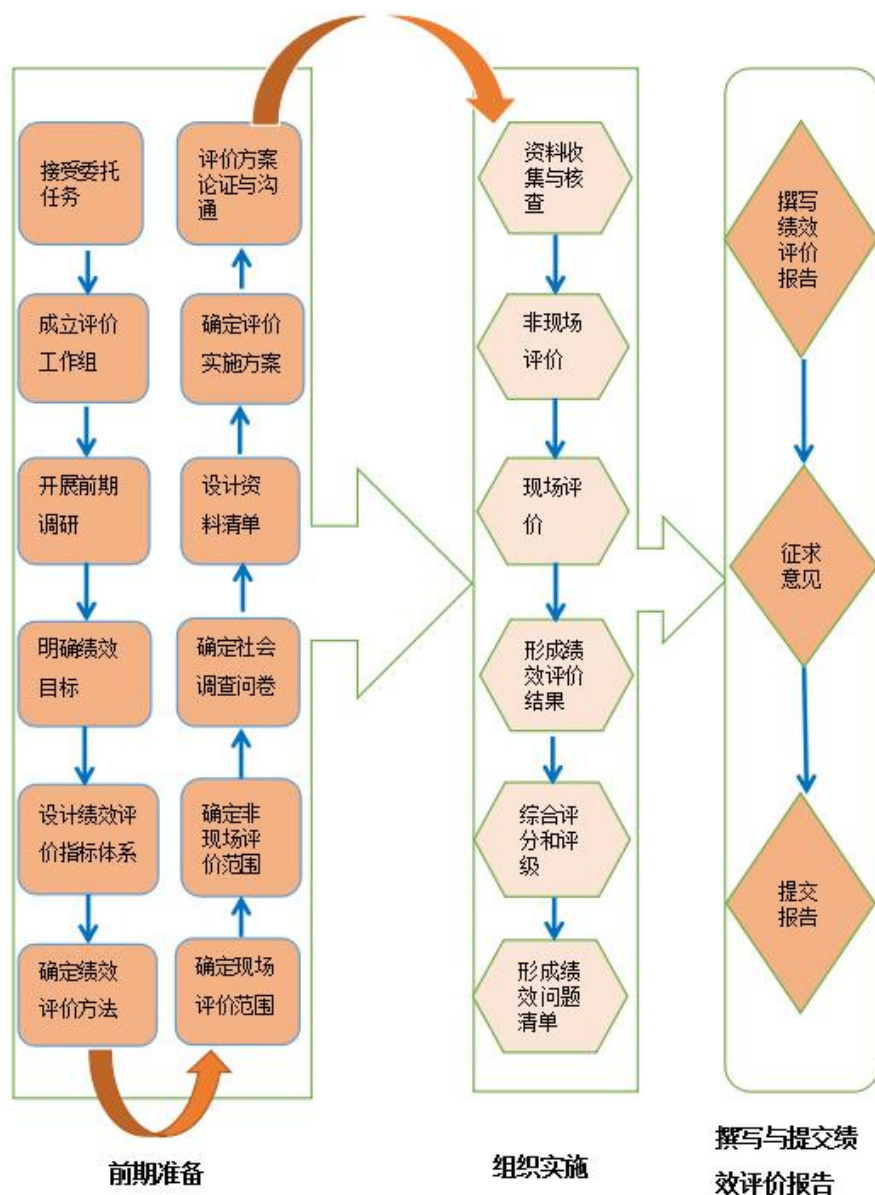 接受委托
任务
成立评价
工作组
开展前期
调研
明确绩效
目标
设计绩效评
价指标体系
确定绩效
评价方法
确定现场
评价范围
确定非
现场评
价范围
确定社会
调查问卷
设计资
料清单
确定评价
实施方案
评价方案
论证与沟
通
前期准备
资料收
集与核
查
非现场
评价
现场评
价
形成绩
效评价
结果
综合评
分和评
级
形成绩
效问题
清单
组织实施
撰写
绩效
评价
报告
征求
意见
提交
报告
撰写与提交绩
效评价报告